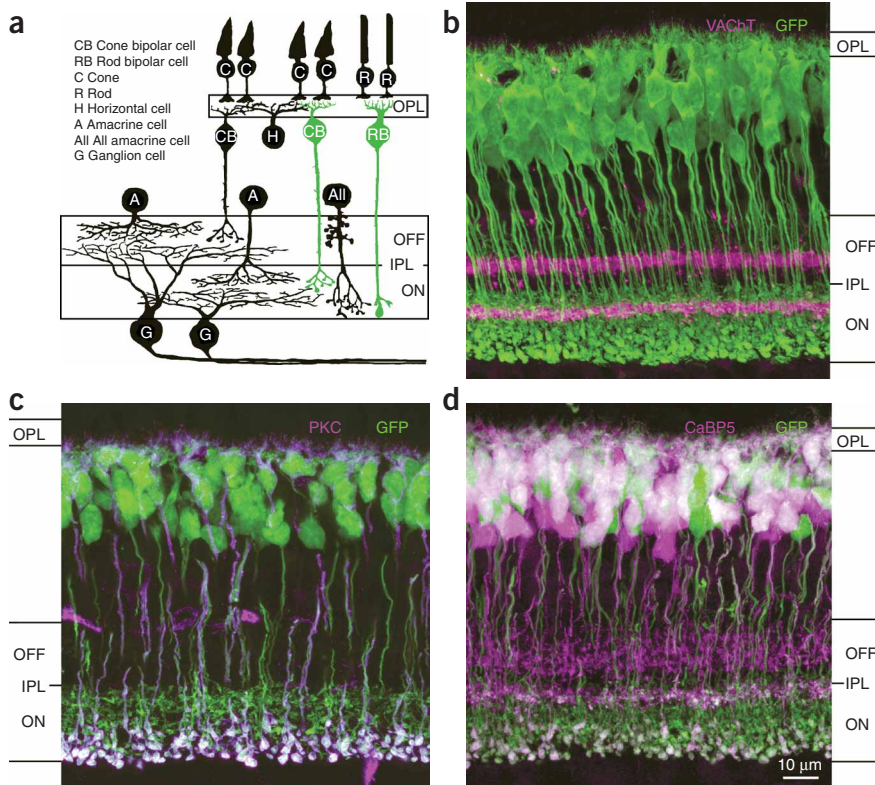 a
CB Cone bipolar cell
RB Rod bipolar cell
C Cone
R Rod
H Horizontal cell
A Amacrine cell
AII AII amacrine cell
G Ganglion cell
C C C C R R
OPL
CB H CB RB
A A AII
OFF
IPL
ON
G G
b
VAChT GFP
OPL
OFF
IPL
ON
c
PKC GFP
OPL
OFF
IPL
ON
d
CaBP5 GFP
OPL
OFF
IPL
ON
10 μm